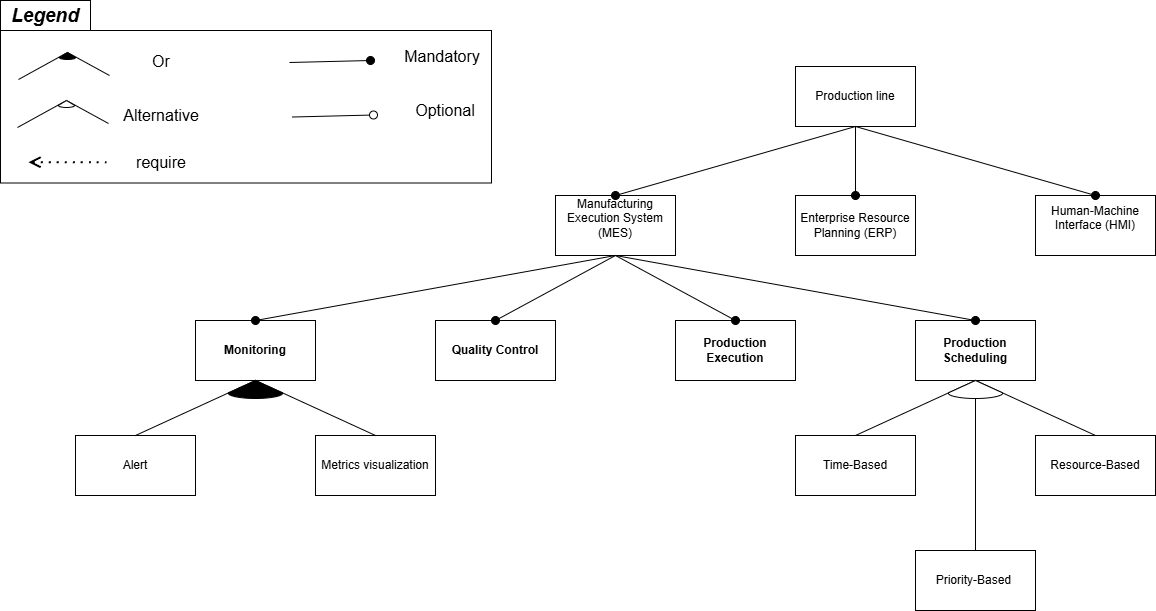 Legend
Or
Mandatory
Alternative
Optional
require
Production line
Manufacturing
Execution System
(MES)
Enterprise Resource
Planning (ERP)
Human-Machine
Interface (HMI)
Monitoring
Quality Control
Production
Execution
Production
Scheduling
Alert
Metrics visualization
Time-Based
Resource-Based
Priority-Based